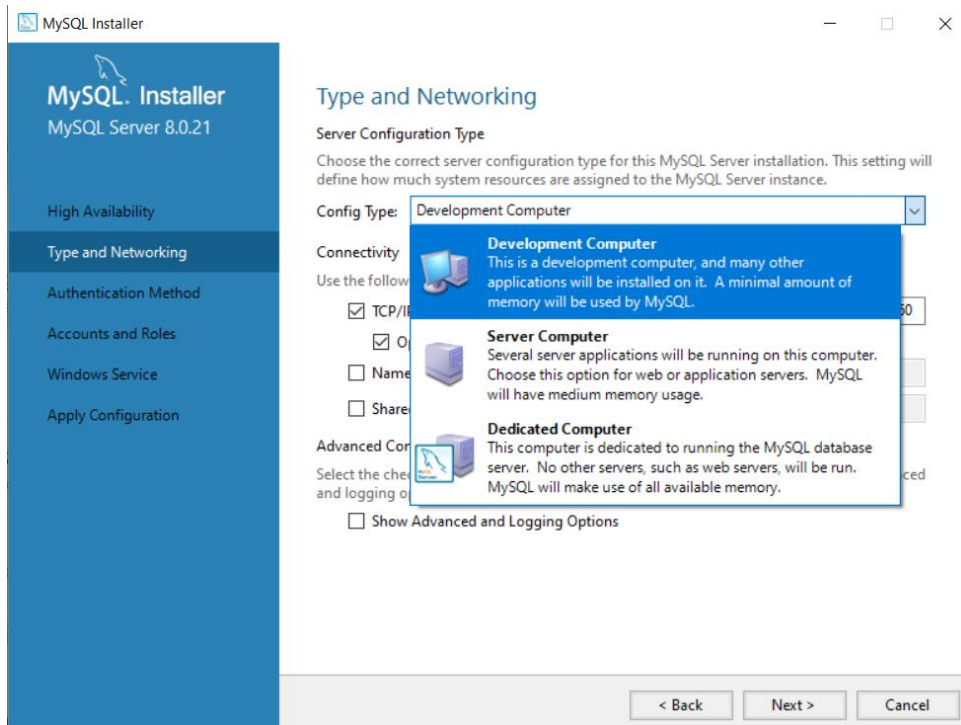 MySQL Installer
MySQL. Installer
MySQL Server 8.0.21
High Availability
Type and Networking
Authentication Method
Accounts and Roles
Windows Service
Apply Configuration
Type and Networking
Server Configuration Type
Choose the correct server configuration type for this MySQL Server installation. This setting will
define how much system resources are assigned to the MySQL Server instance.
Config Type: Development Computer
Development Computer
This is a development computer, and many other
applications will be installed on it. A minimal amount of
memory will be used by MySQL.
Server Computer
Several server applications will be running on this computer.
Choose this option for web or application servers. MySQL
will have medium memory usage.
Dedicated Computer
This computer is dedicated to running the MySQL database
server. No other servers, such as web servers, will be run.
MySQL will make use of all available memory.
Connectivity
Use the follow
TCP/I
O
Name
Share
Advanced Co
Select the che
and logging o
Show Advanced and Logging Options
< Back
Next >
Cancel